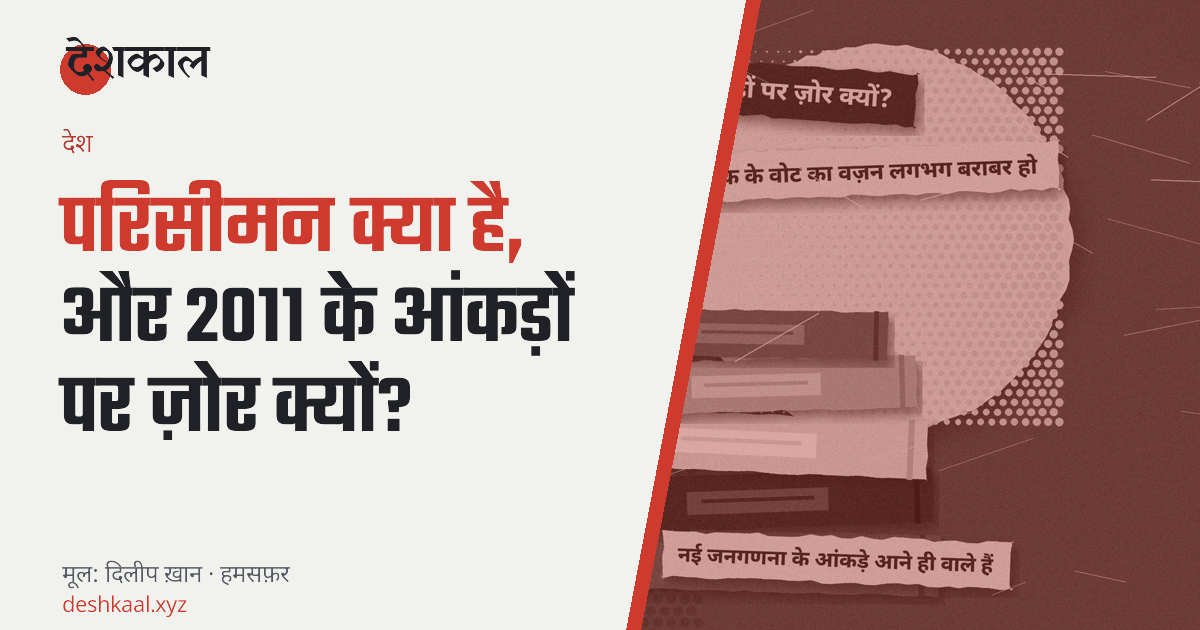 देशकाल
देश
परिसीमन क्या है,
और 2011 के आंकड़ों
पर ज़ोर क्यों?
मूल: दिलीप ख़ान · हमसफ़र
deshkaal.xyz
पर ज़ोर क्यों?
के वोट का वज़न लगभग बराबर हो
नई जनगणना के आंकड़े आने ही वाले हैं